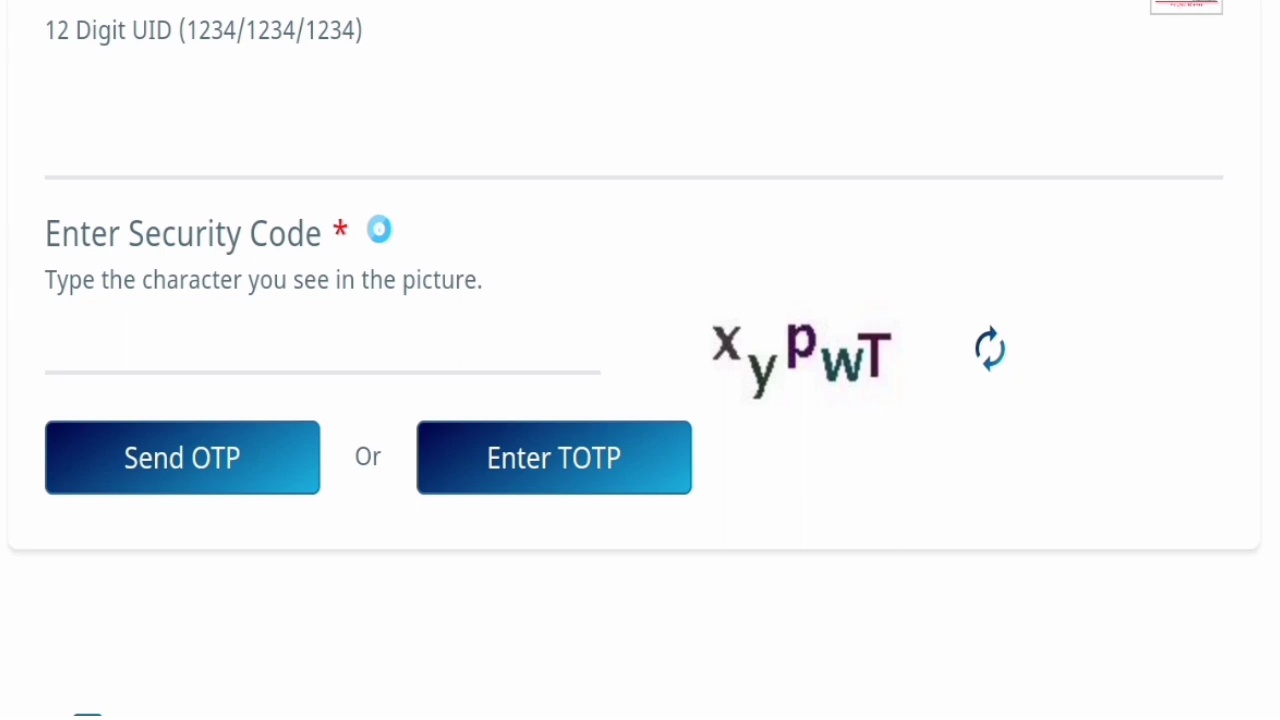 12 Digit UID (1234/1234/1234)
Enter Security Code *
Type the character you see in the picture.
xypwT
Send OTP Or Enter TOTP